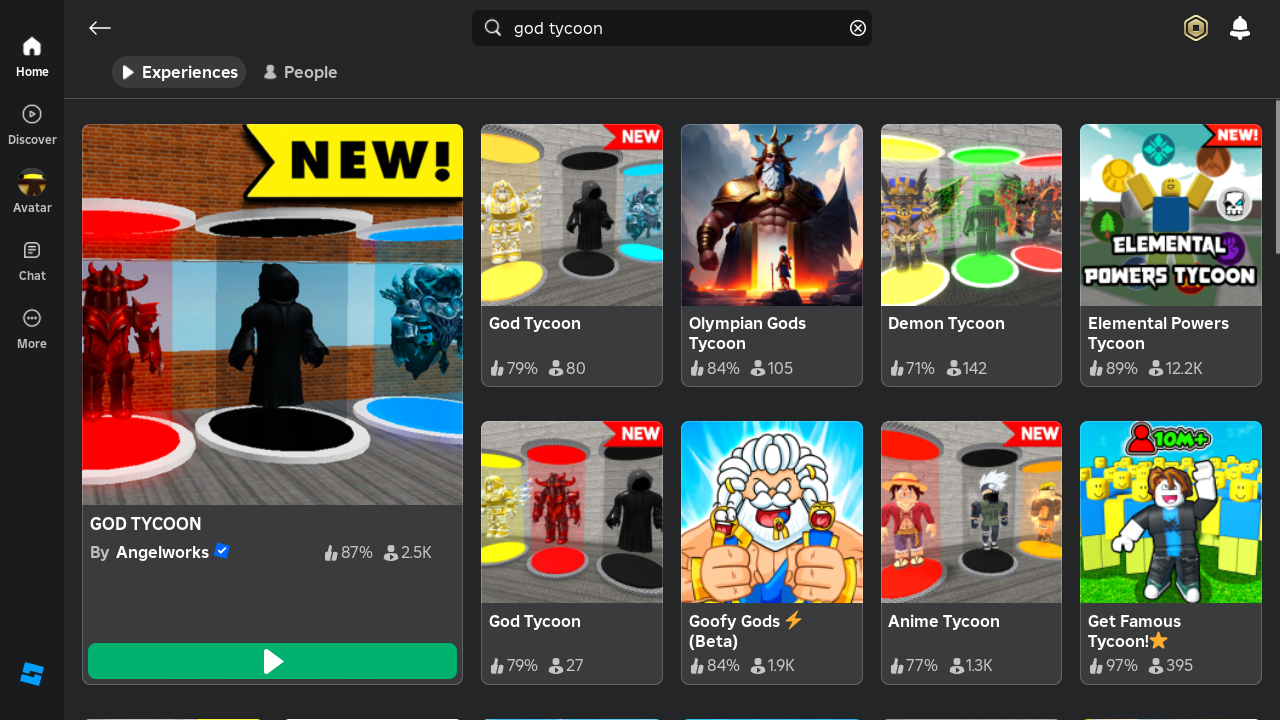 god tycoon
Home
Discover
Avatar
Chat
More
Experiences
People
NEW!
GOD TYCOON
By Angelworks
87% 2.5K
NEW
God Tycoon
79% 80
Olympian Gods
Tycoon
84% 105
Demon Tycoon
71% 142
NEW!
ELEMENTAL
POWERS TYCOON
Elemental Powers
Tycoon
89% 12.2K
NEW
God Tycoon
79% 27
Goofy Gods ⚡
(Beta)
84% 1.9K
NEW
Anime Tycoon
77% 1.3K
10M+
Get Famous
Tycoon!⭐
97% 395